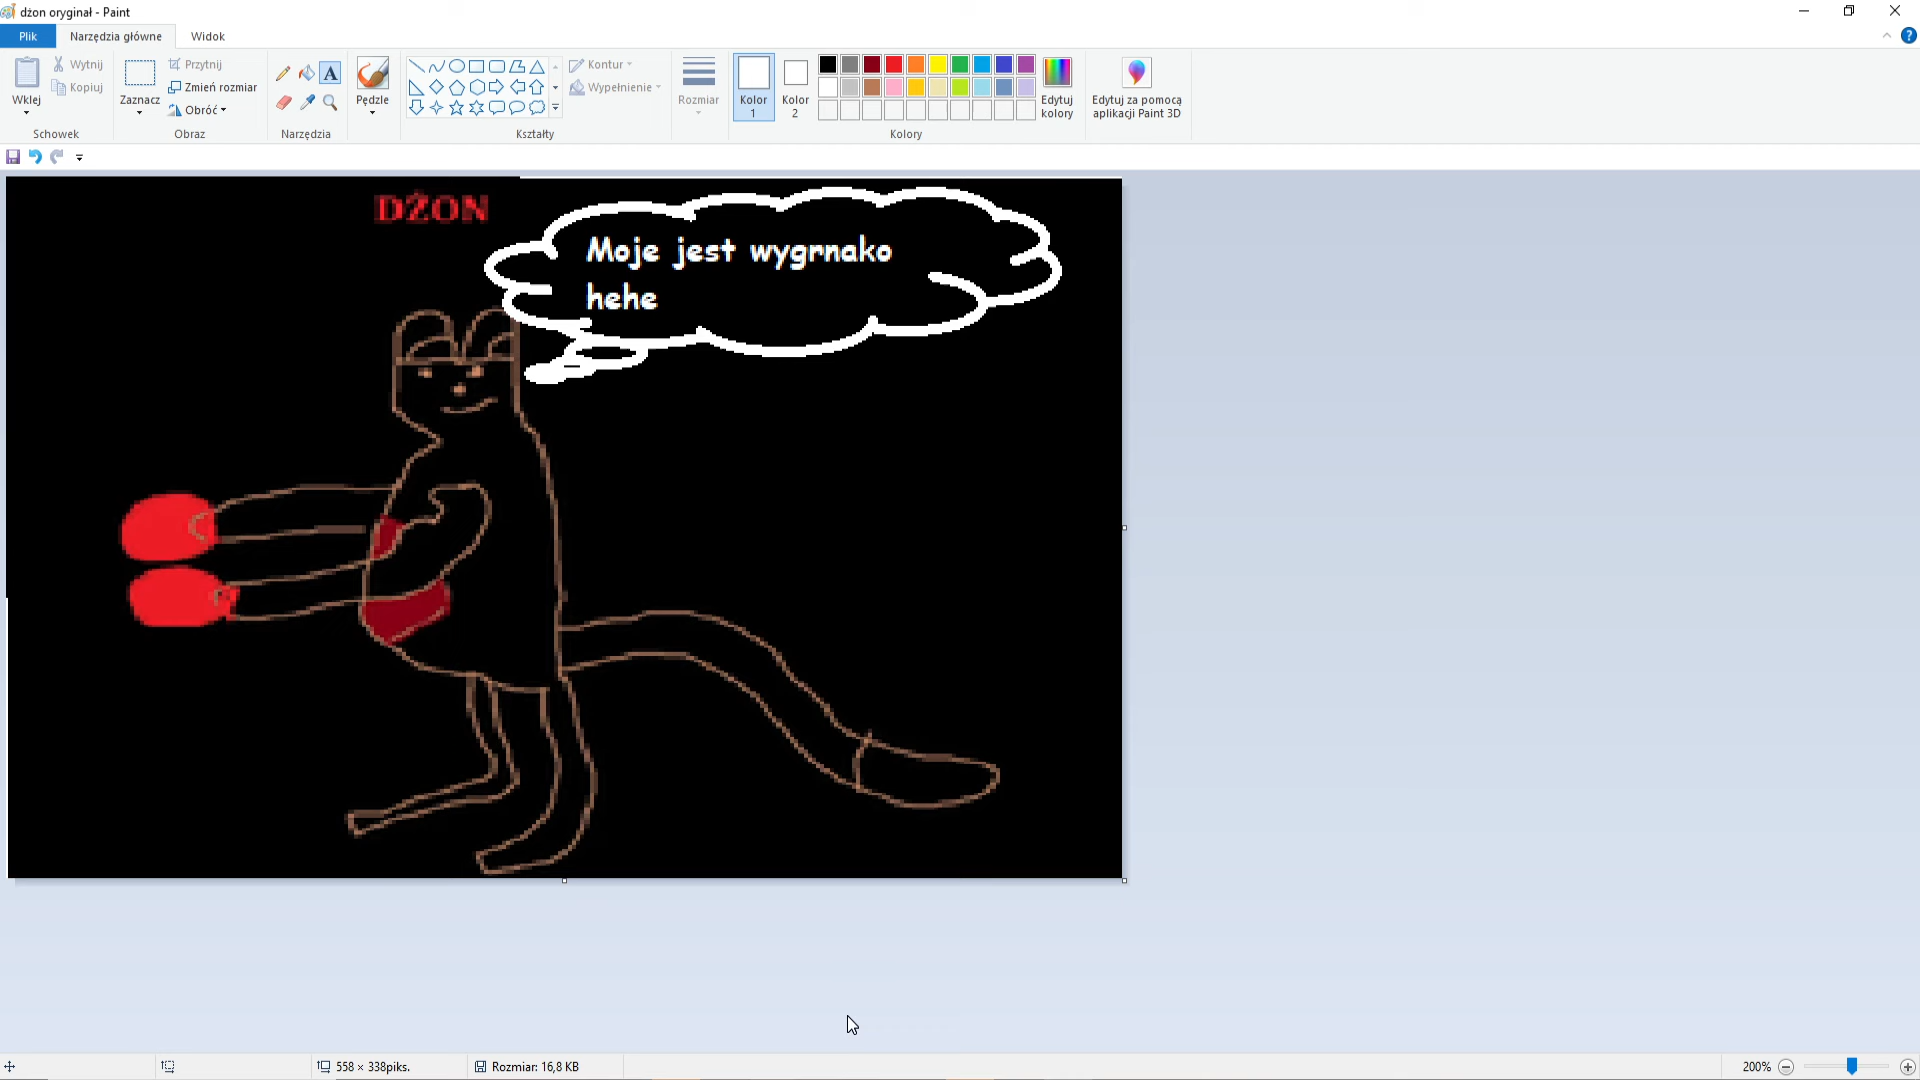 dżon oryginał - Paint
Plik Narzędzia główne Widok
Wklej
Wytnij
Kopiuj
Schowek
Zaznacz
Przytnij
Zmień rozmiar
Obróć
Obraz
Narzędzia
Pędzle
Kształty
Kontur
Wypełnienie
Rozmiar
Kolor
1
Kolor
2
Kolory
Edytuj
kolory
Edytuj za pomocą
aplikacji Paint 3D
DŻON
Moje jest wygrnako
hehe
558 × 338piks.
Rozmiar: 16,8 KB
200%